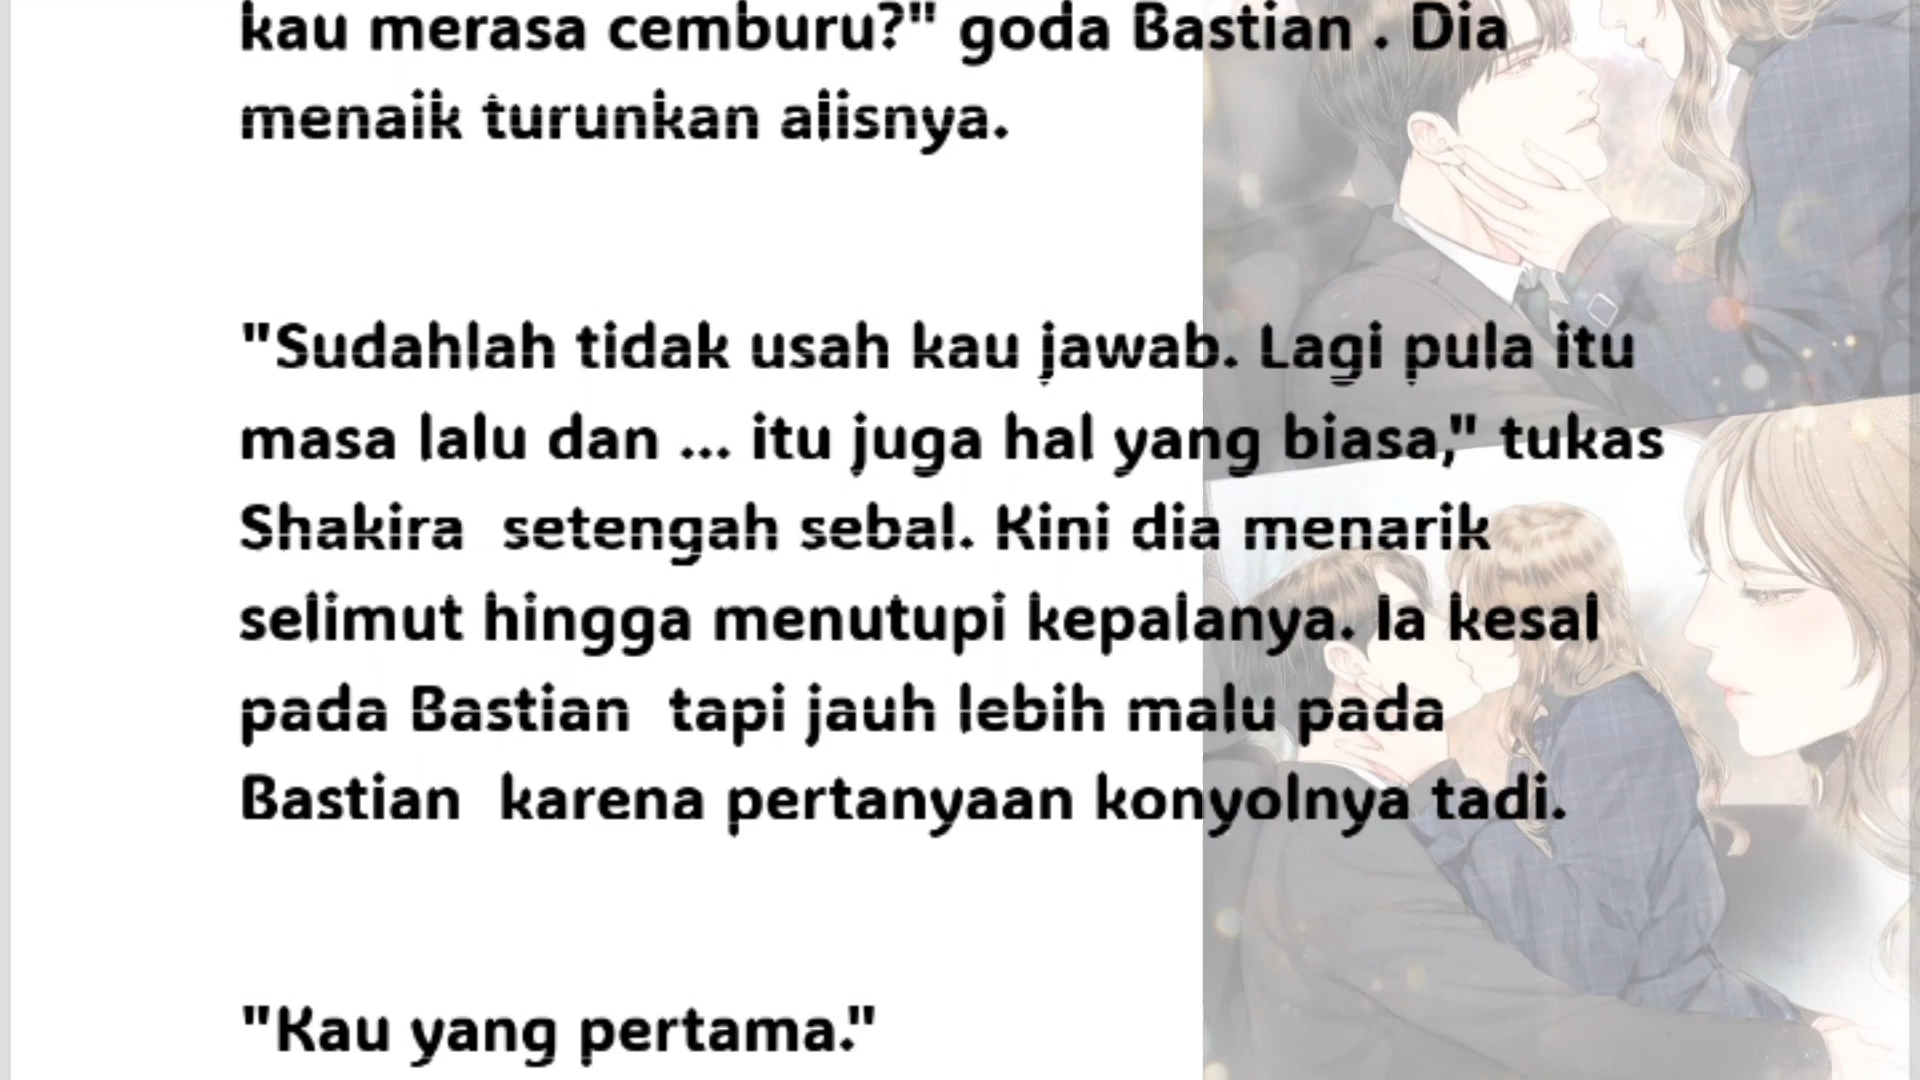 kau merasa cemburu?" goda Bastian . Dia
menaik turunkan alisnya.
"Sudahlah tidak usah kau jawab. Lagi pula itu
masa lalu dan ... itu juga hal yang biasa," tukas
Shakira  setengah sebal. Kini dia menarik
selimut hingga menutupi kepalanya. Ia kesal
pada Bastian  tapi jauh lebih malu pada
Bastian  karena pertanyaan konyolnya tadi.
"Kau yang pertama."